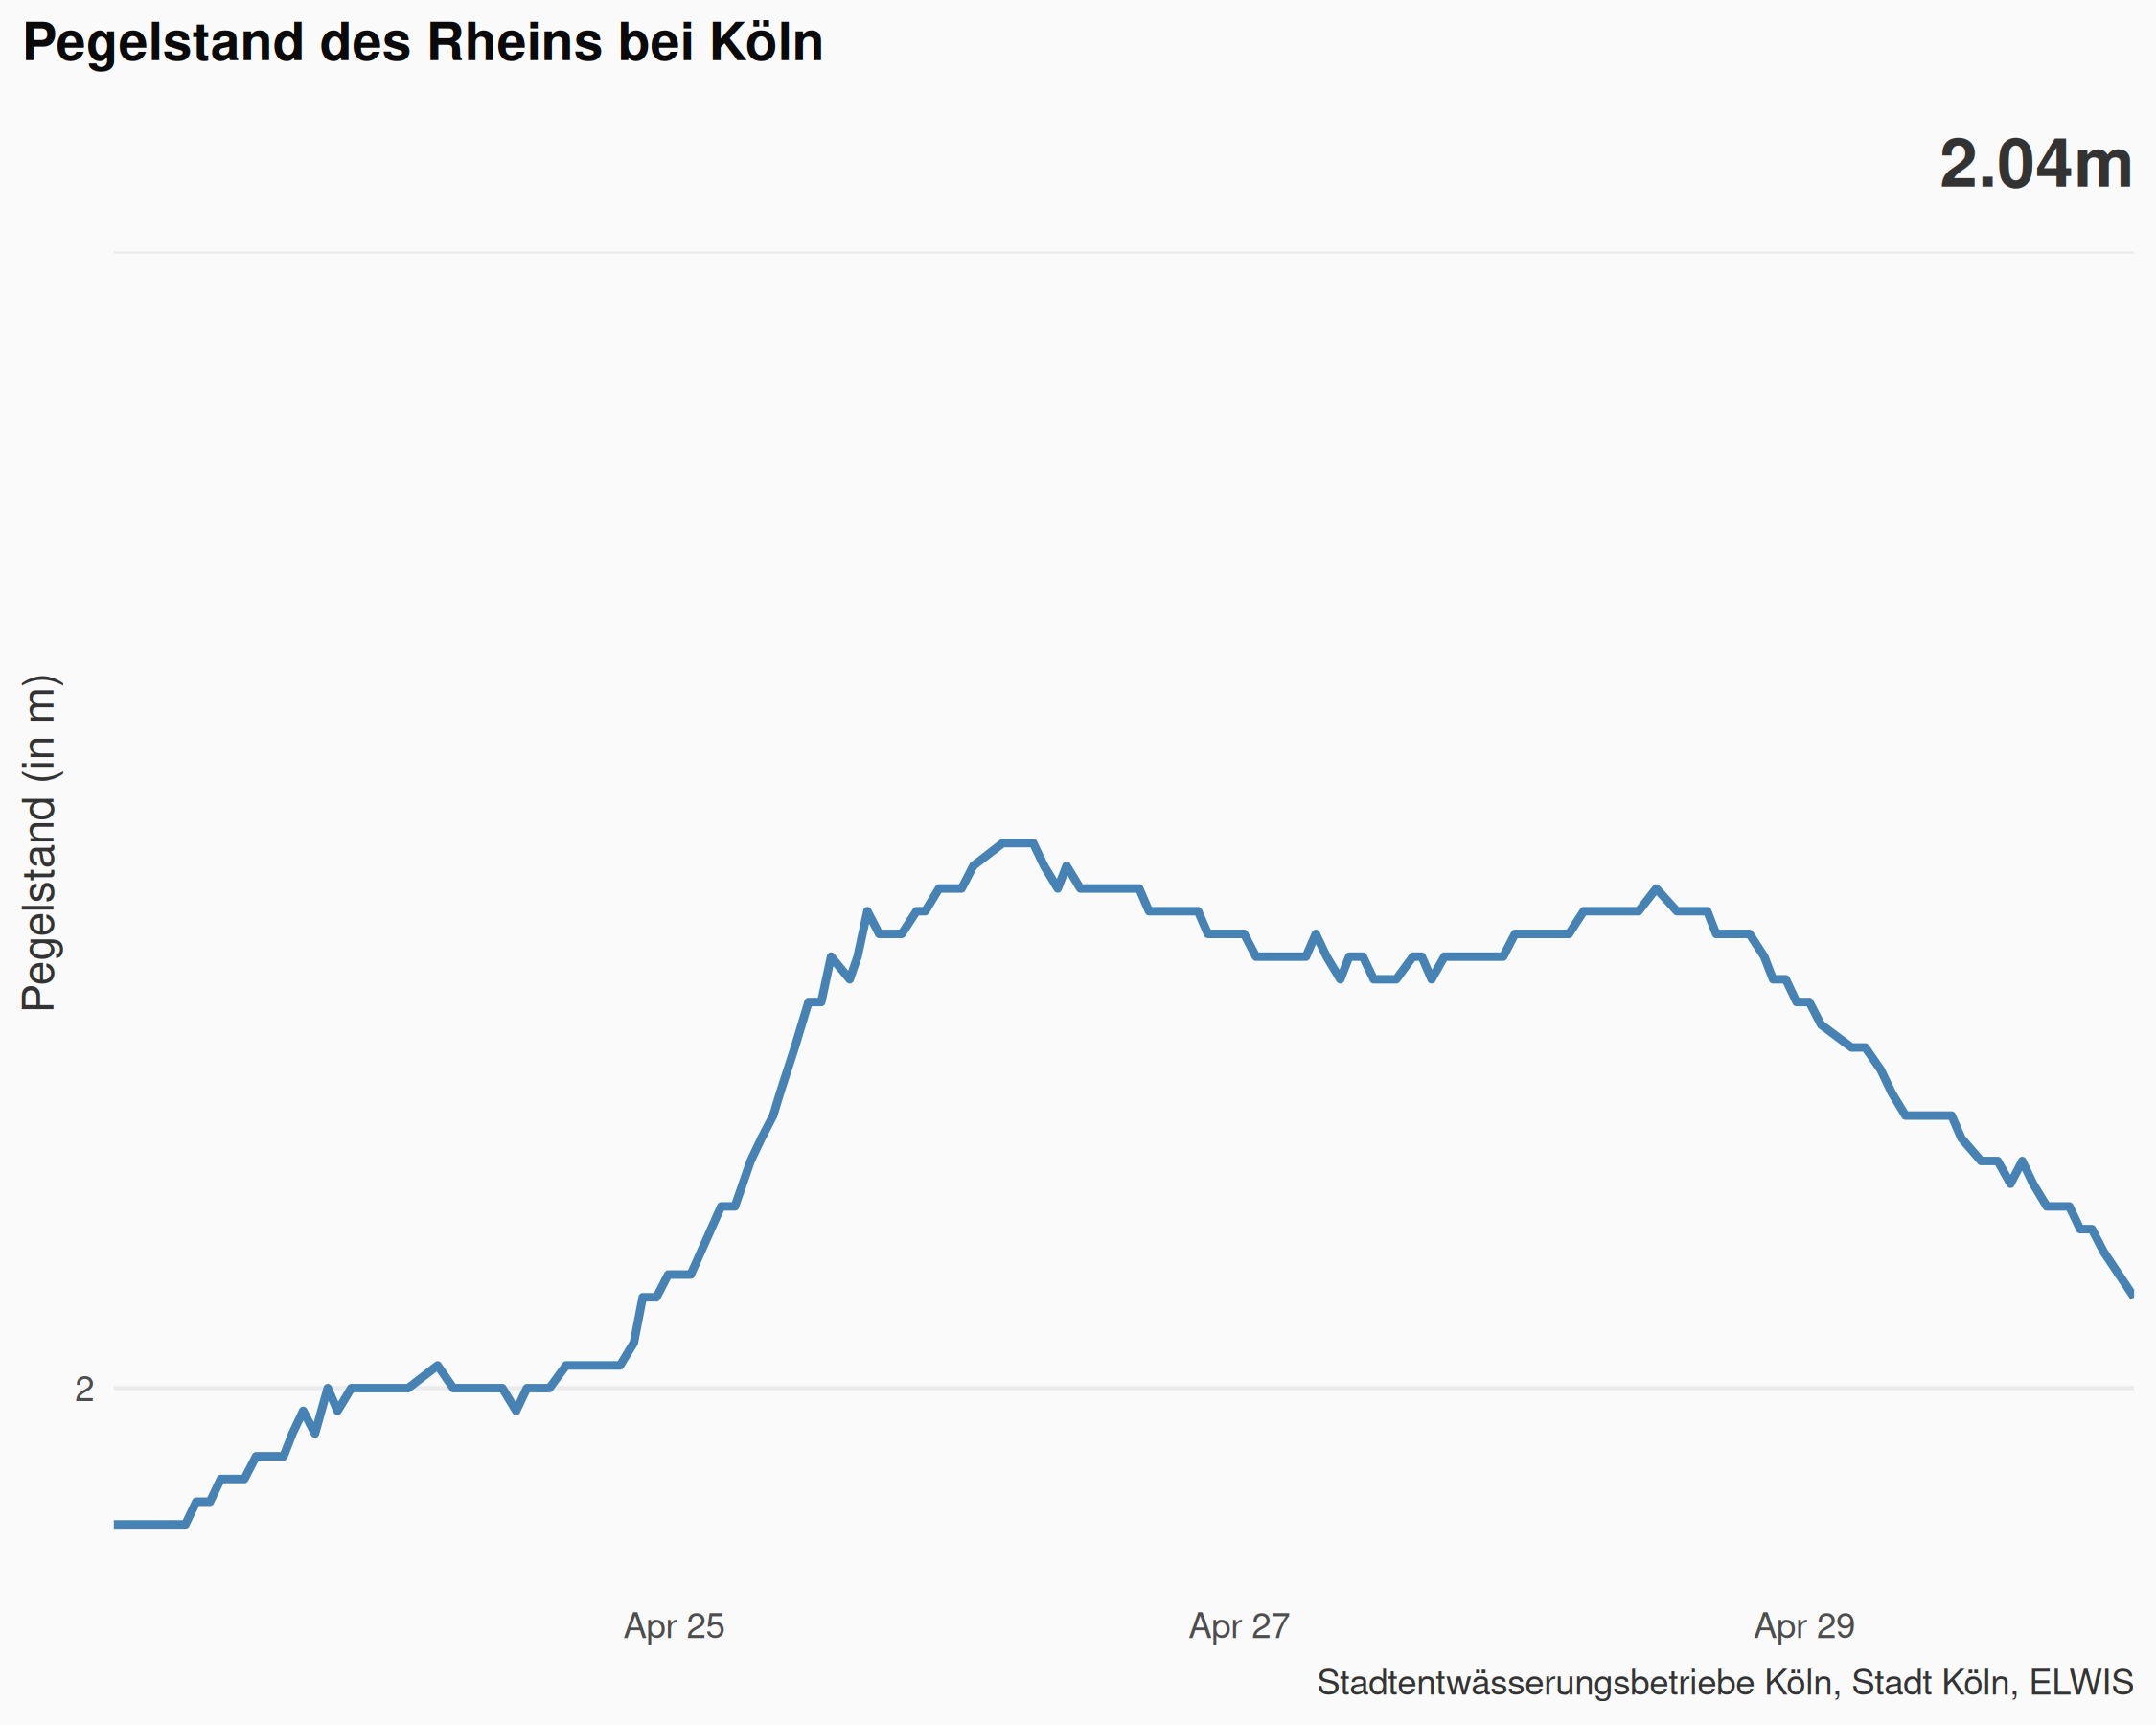 Pegelstand des Rheins bei Köln
2.04m
Pegelstand (in m)
2
Apr 25
Apr 27
Apr 29
Stadtentwässerungsbetriebe Köln, Stadt Köln, ELWIS